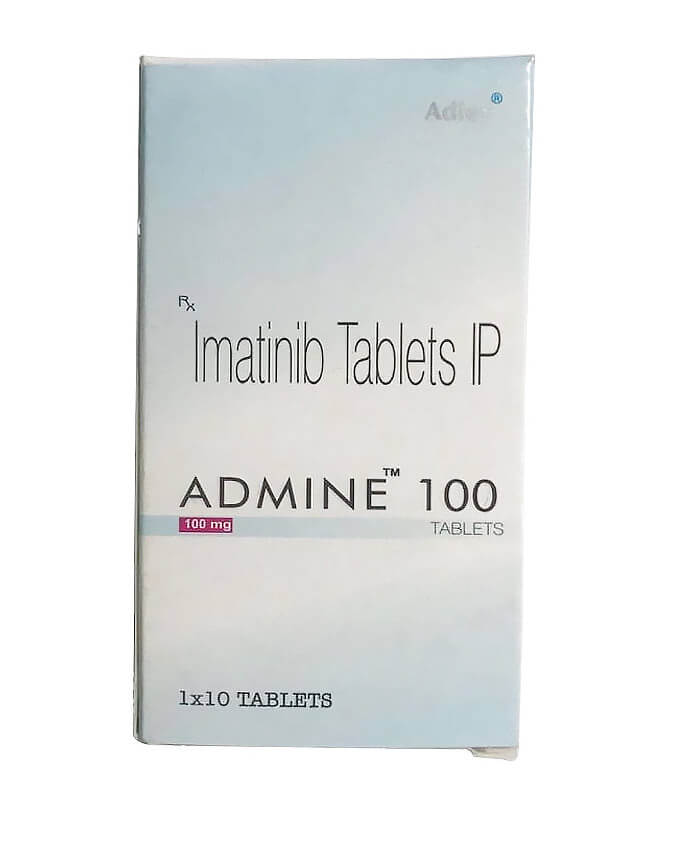 ®
Rx
Imatinib Tablets IP
ADMINE™ 100
100 mg
TABLETS
1x10 TABLETS